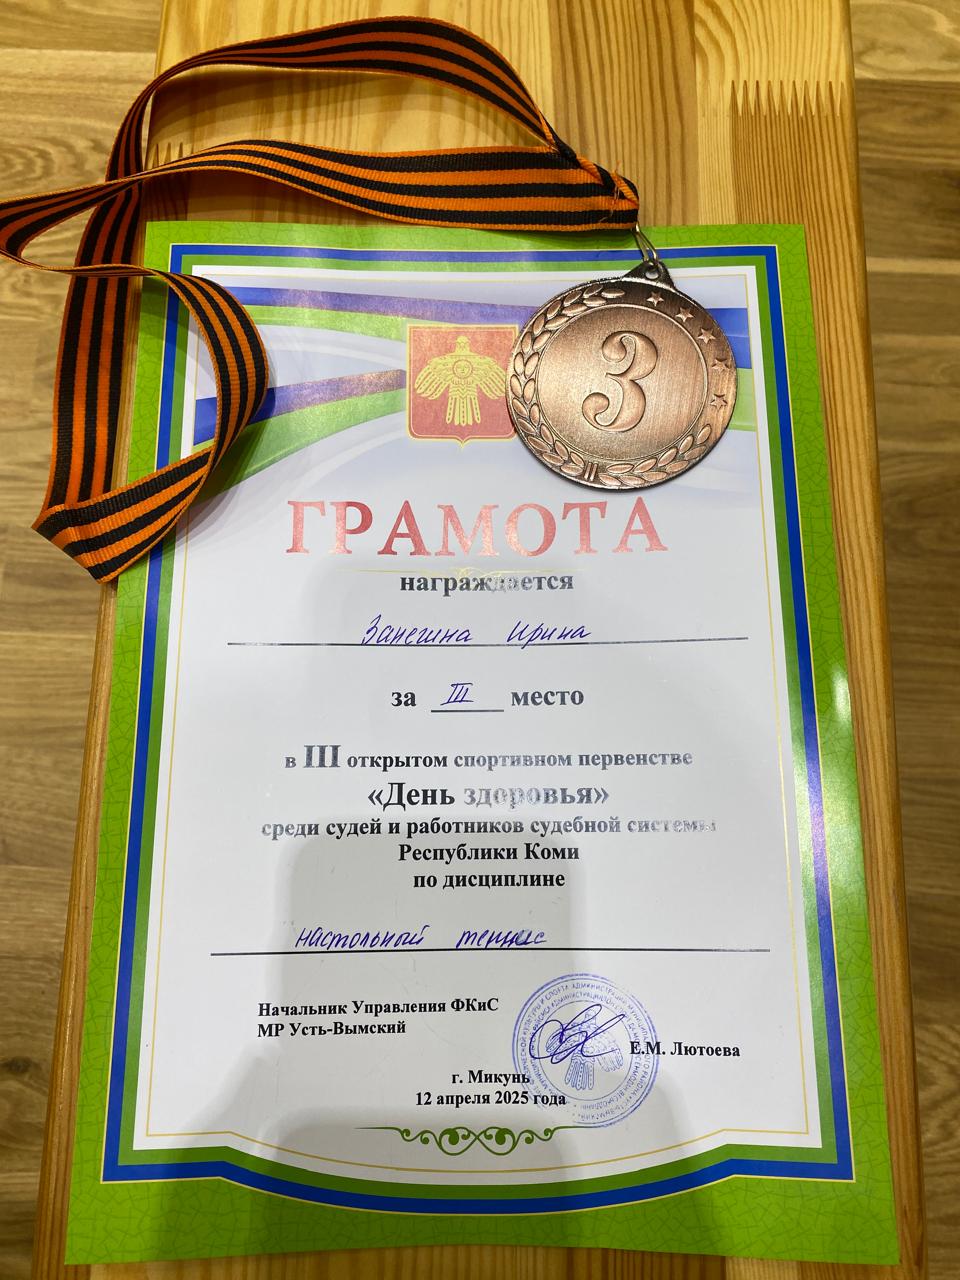 3
ГРАМОТА
награждается
Занегина Ирина
за III место
в III открытом спортивном первенстве
«День здоровья»
среди судей и работников судебной системы
Республики Коми
по дисциплине
настольный теннис
Начальник Управления ФКиС
МР Усть-Вымский
Е.М. Лютоева
г. Микунь
12 апреля 2025 года